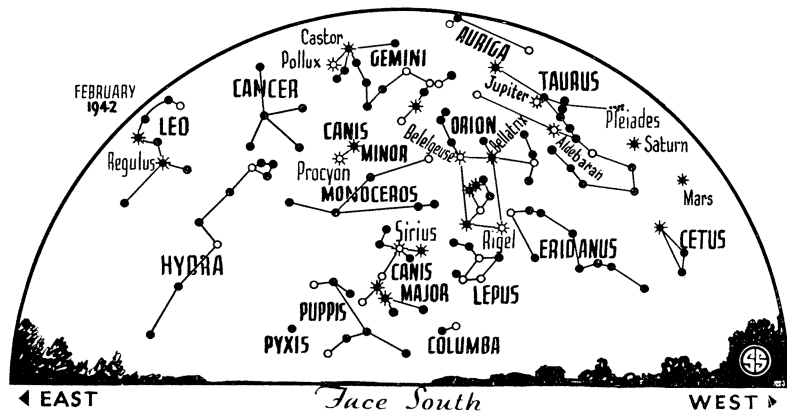 FEBRUARY
1942
LEO
Regulus
CANCER
Castor
Pollux
GEMINI
AURIGA
TAURUS
Jupiter
Pleiades
Aldebaran
Saturn
Mars
CANIS
MINOR
Procyon
ORION
Betelgeuse
Bellatrix
MONOCEROS
HYDRA
Sirius
CANIS
MAJOR
Rigel
LEPUS
ERIDANUS
CETUS
PUPPIS
PYXIS
COLUMBA
SS
EAST
Face South
WEST